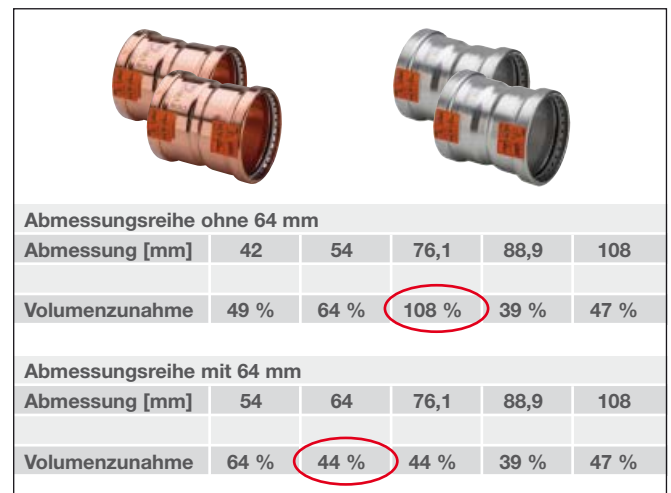 Abmessungsreihe ohne 64 mm
Abmessung [mm] 42 54 76,1 88,9 108
Volumenzunahme 49 % 64 % 108 % 39 % 47 %
Abmessungsreihe mit 64 mm
Abmessung [mm] 54 64 76,1 88,9 108
Volumenzunahme 64 % 44 % 44 % 39 % 47 %